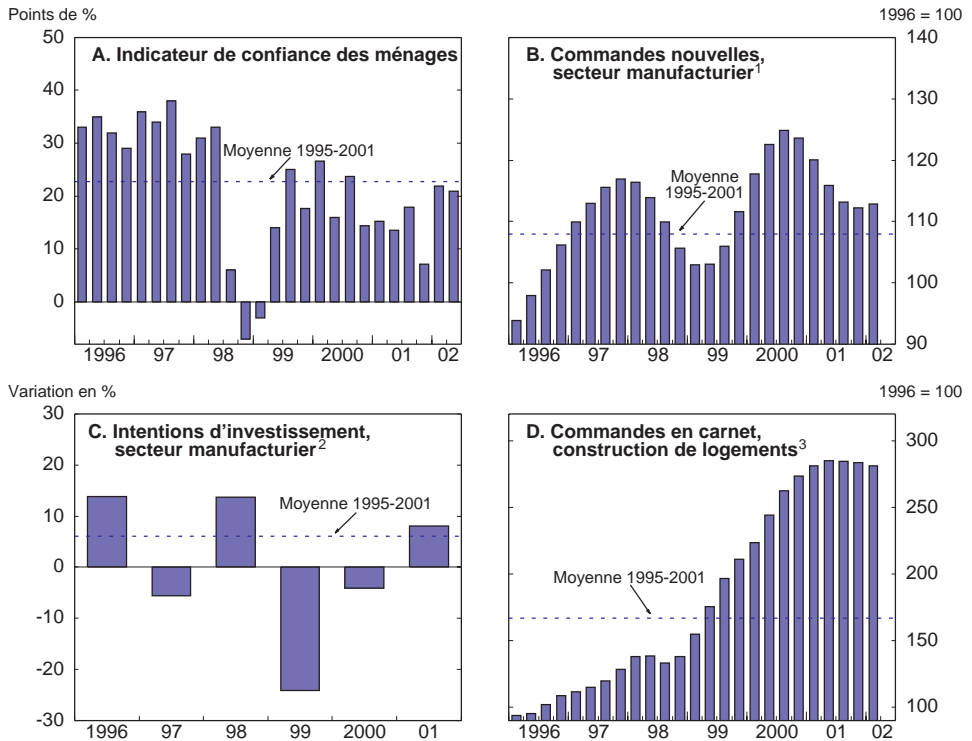 Points de %
50
A. Indicateur de confiance des ménages
40
30
Moyenne 1995-2001
20
10
0
1996 97 98 99 2000 01 02
1996 = 100
140
B. Commandes nouvelles,
secteur manufacturier1
130
120
Moyenne
1995-2001
110
100
90
1996 97 98 99 2000 01 02
Variation en %
30
C. Intentions d'investissement,
secteur manufacturier2
20
10
Moyenne 1995-2001
0
-10
-20
-30
1996 97 98 99 2000 01
1996 = 100
D. Commandes en carnet,
construction de logements3
300
250
200
Moyenne 1995-2001
150
100
1996 97 98 99 2000 01 02